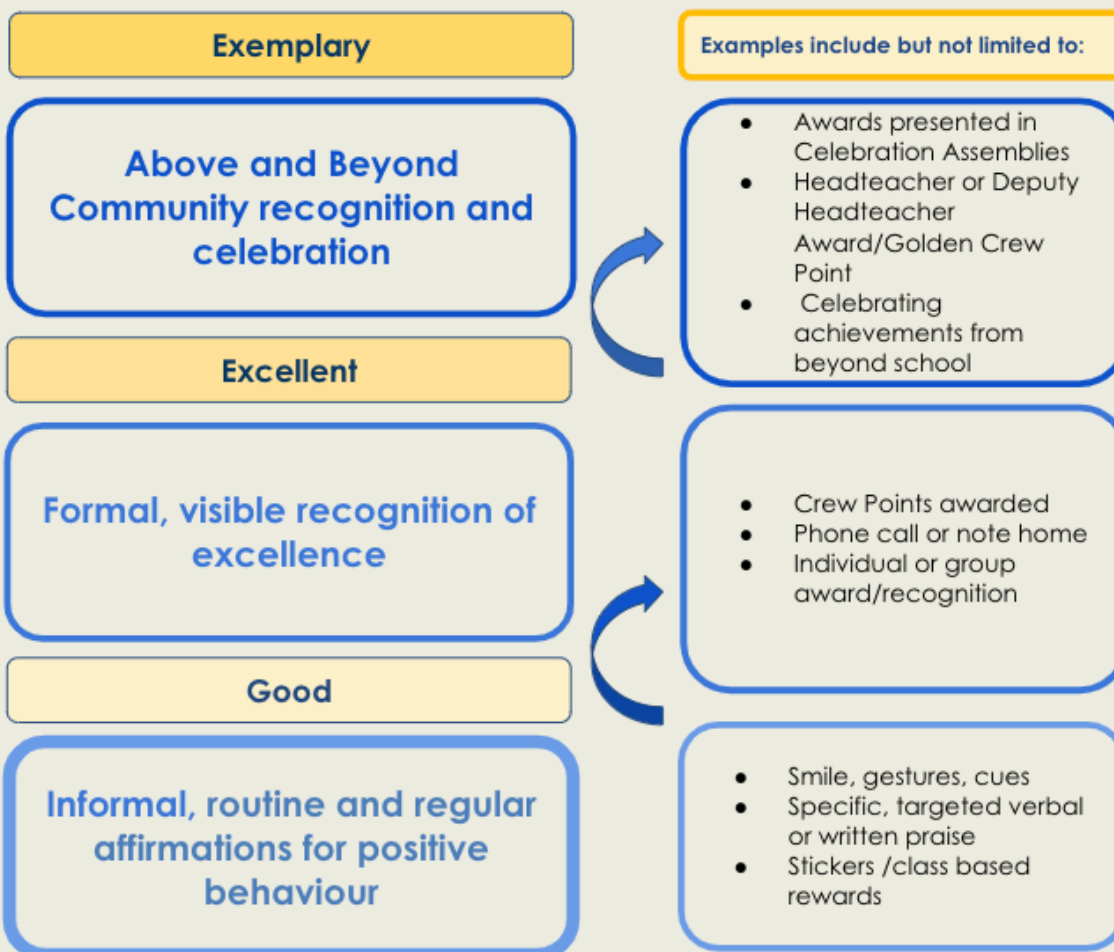 Exemplary
Examples include but not limited to:
Above and Beyond
Community recognition and
celebration
● Awards presented in
Celebration Assemblies
● Headteacher or Deputy
Headteacher
Award/Golden Crew
Point
● Celebrating
achievements from
beyond school
Excellent
Formal, visible recognition of
excellence
● Crew Points awarded
● Phone call or note home
● Individual or group
award/recognition
Good
Informal, routine and regular
affirmations for positive
behaviour
● Smile, gestures, cues
● Specific, targeted verbal
or written praise
● Stickers /class based
rewards